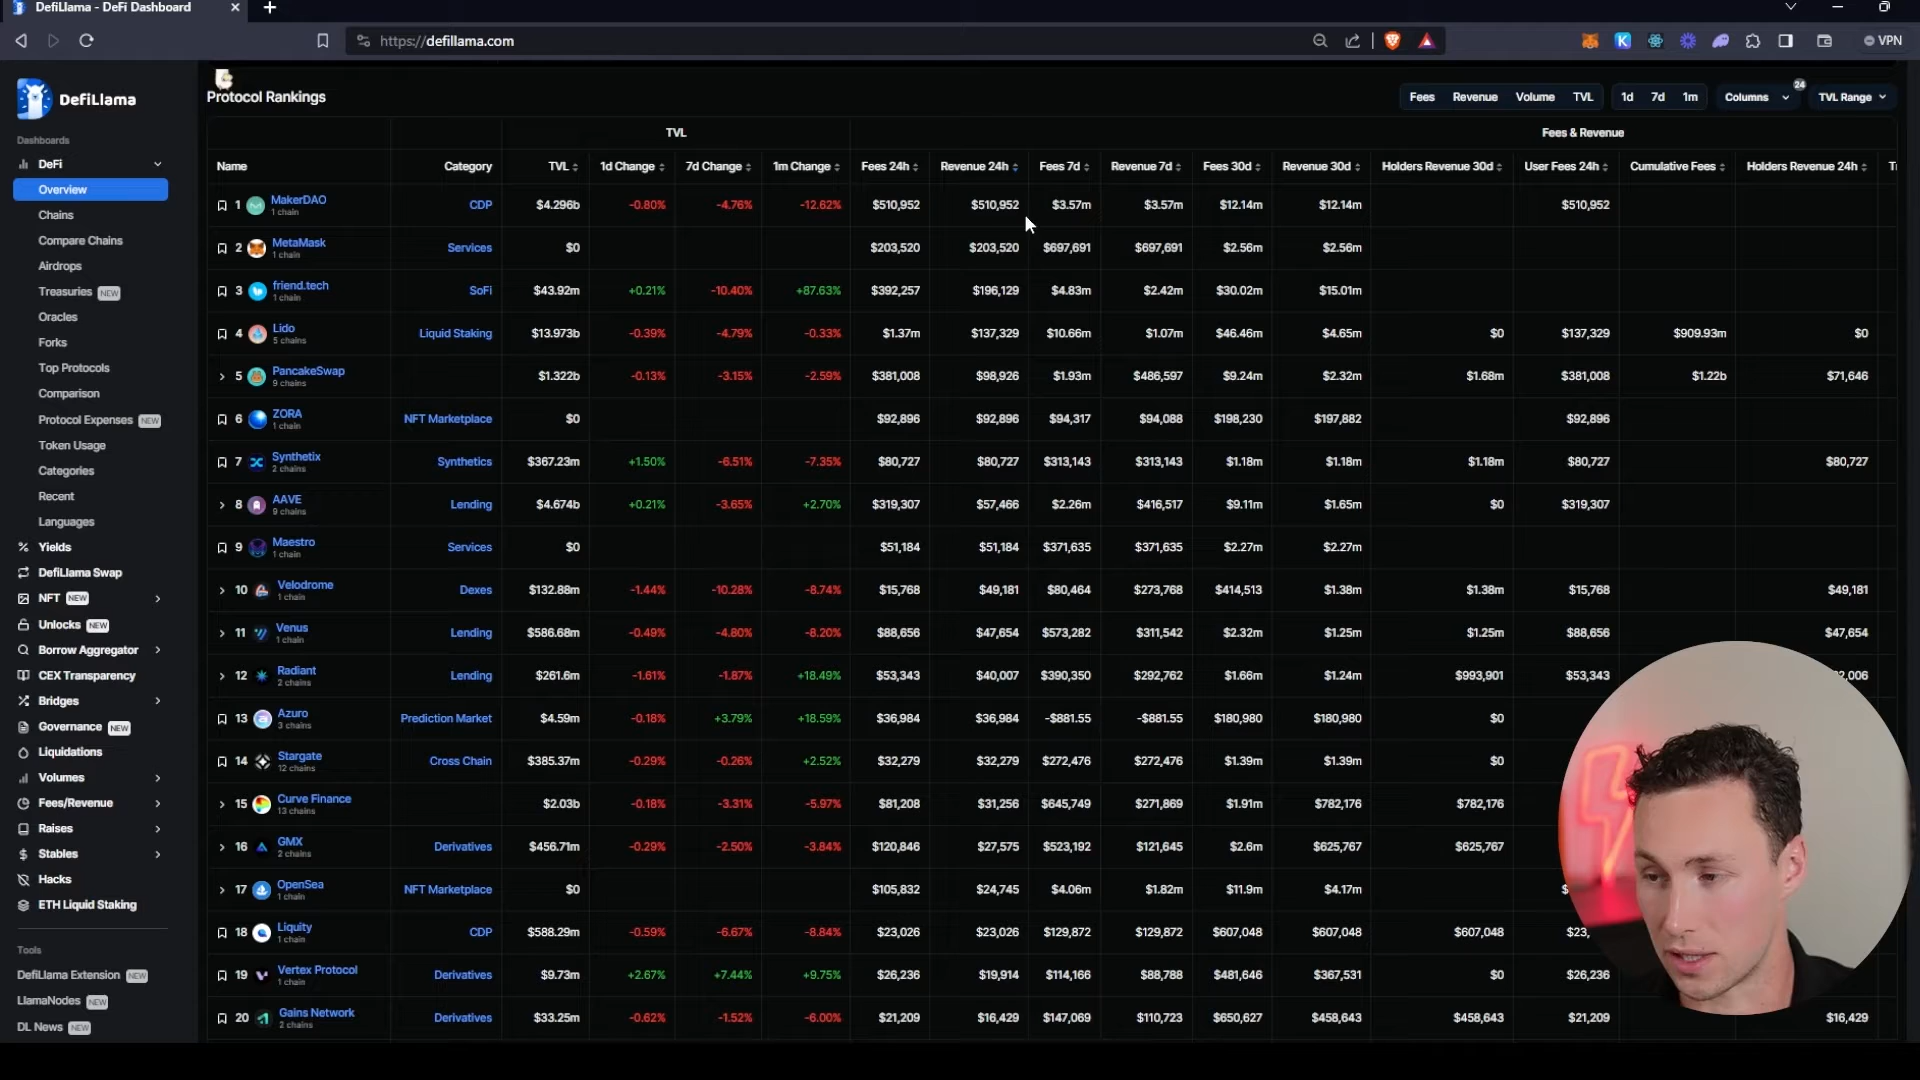 DefiLlama - DeFi Dashboard
https://defillama.com
VPN
DefiLlama
Dashboards
DeFi
Overview
Chains
Compare Chains
Airdrops
Treasuries NEW
Oracles
Forks
Top Protocols
Comparison
Protocol Expenses NEW
Token Usage
Categories
Recent
Languages
Yields
DefiLlama Swap
NFT NEW
Unlocks NEW
Borrow Aggregator
CEX Transparency
Bridges
Governance NEW
Liquidations
Volumes
Fees/Revenue
Raises
Stables
Hacks
ETH Liquid Staking
Tools
DefiLlama Extension NEW
LlamaNodes NEW
DL News NEW
Protocol Rankings
Fees Revenue Volume TVL 1d 7d 1m Columns 24 TVL Range
TVL Fees & Revenue
Name Category TVL 1d Change 7d Change 1m Change Fees 24h Revenue 24h Fees 7d Revenue 7d Fees 30d Revenue 30d Holders Revenue 30d User Fees 24h Cumulative Fees Holders Revenue 24h
1 MakerDAO CDP $4.296b -0.80% -4.76% -12.62% $510,952 $510,952 $3.57m $3.57m $12.14m $12.14m $510,952
1 chain
2 MetaMask Services $0 $203,520 $203,520 $697,691 $697,691 $2.56m $2.56m
1 chain
3 friend.tech SoFi $43.92m +0.21% -10.40% +87.63% $392,257 $196,129 $4.83m $2.42m $30.02m $15.01m
1 chain
4 Lido Liquid Staking $13.973b -0.39% -4.79% -0.33% $1.37m $137,329 $10.66m $1.07m $46.46m $4.65m $0 $137,329 $909.93m $0
5 chains
5 PancakeSwap $1.322b -0.13% -3.15% -2.59% $381,008 $98,926 $1.93m $486,597 $9.24m $2.32m $1.68m $381,008 $1.22b $71,646
9 chains
6 ZORA NFT Marketplace $0 $92,896 $92,896 $94,317 $94,088 $198,230 $197,882 $92,896
1 chain
7 Synthetix Synthetics $367.23m +1.50% -6.51% -7.35% $80,727 $80,727 $313,143 $313,143 $1.18m $1.18m $1.18m $80,727 $80,727
2 chains
8 AAVE Lending $4.674b +0.21% -3.65% +2.70% $319,307 $57,466 $2.26m $416,517 $9.11m $1.65m $0 $319,307
9 chains
9 Maestro Services $0 $51,184 $51,184 $371,635 $371,635 $2.27m $2.27m
1 chain
10 Velodrome Dexes $132.88m -1.44% -10.28% -8.74% $15,768 $49,181 $80,464 $273,768 $414,513 $1.38m $1.38m $15,768 $49,181
1 chain
11 Venus Lending $586.68m -0.49% -4.80% -8.20% $88,656 $47,654 $573,282 $311,542 $2.32m $1.25m $1.25m $88,656 $47,654
1 chain
12 Radiant Lending $261.6m -1.61% -1.87% +18.49% $53,343 $40,007 $390,350 $292,762 $1.66m $1.24m $993,901 $53,343
2 chains
13 Azuro Prediction Market $4.59m -0.18% +3.79% +18.59% $36,984 $36,984 -$881.55 -$881.55 $180,980 $180,980 $0
3 chains
14 Stargate Cross Chain $385.37m -0.29% -0.26% +2.52% $32,279 $32,279 $272,476 $272,476 $1.39m $1.39m $0
12 chains
15 Curve Finance $2.03b -0.18% -3.31% -5.97% $81,208 $31,256 $645,749 $271,869 $1.91m $782,176 $782,176
13 chains
16 GMX Derivatives $456.71m -0.29% -2.50% -3.84% $120,846 $27,575 $523,192 $121,645 $2.6m $625,767 $625,767
2 chains
17 OpenSea NFT Marketplace $0 $105,832 $24,745 $4.06m $1.82m $11.9m $4.17m
1 chain
18 Liquity CDP $588.29m -0.59% -6.67% -8.84% $23,026 $23,026 $129,872 $129,872 $607,048 $607,048 $607,048 $23,
1 chain
19 Vertex Protocol Derivatives $9.73m +2.67% +7.44% +9.75% $26,236 $19,914 $114,166 $88,788 $481,646 $367,531 $0 $26,236
1 chain
20 Gains Network Derivatives $33.25m -0.62% -1.52% -6.00% $21,209 $16,429 $147,069 $110,723 $650,627 $458,643 $458,643 $21,209 $16,429
2 chains